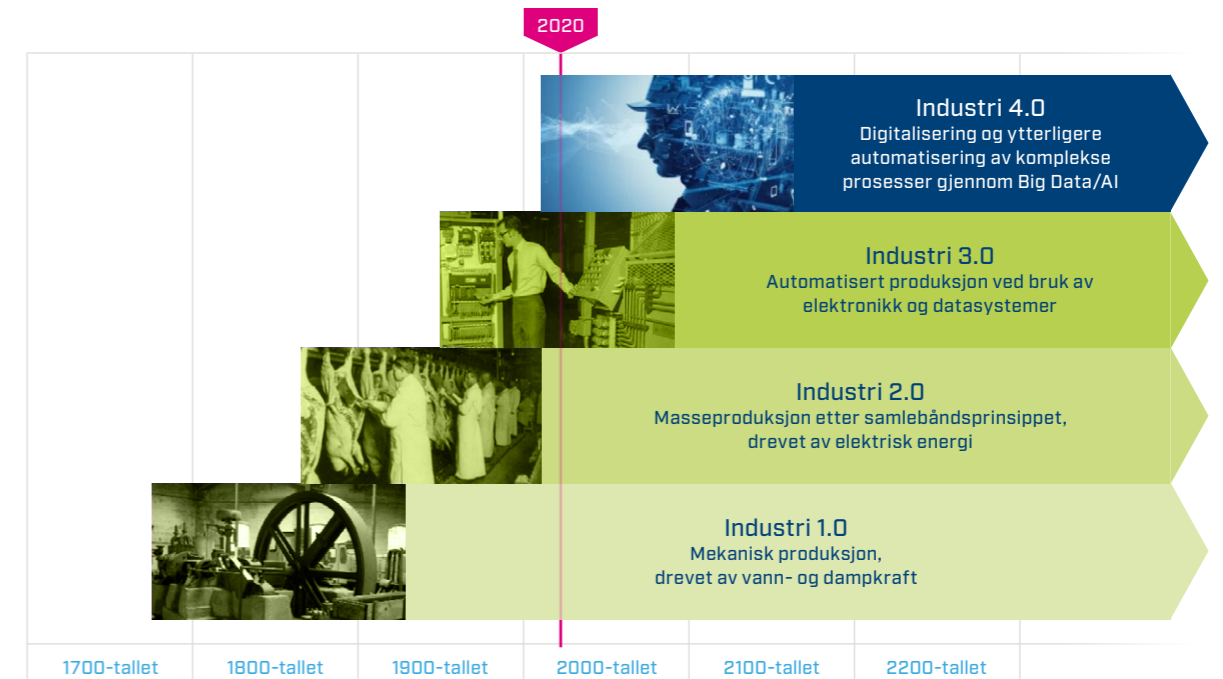 2020
Industri 4.0
Digitalisering og ytterligere
automatisering av komplekse
prosesser gjennom Big Data/AI
Industri 3.0
Automatisert produksjon ved bruk av
elektronikk og datasystemer
Industri 2.0
Masseproduksjon etter samlebåndsprinsippet,
drevet av elektrisk energi
Industri 1.0
Mekanisk produksjon,
drevet av vann- og dampkraft
1700-tallet 1800-tallet 1900-tallet 2000-tallet 2100-tallet 2200-tallet